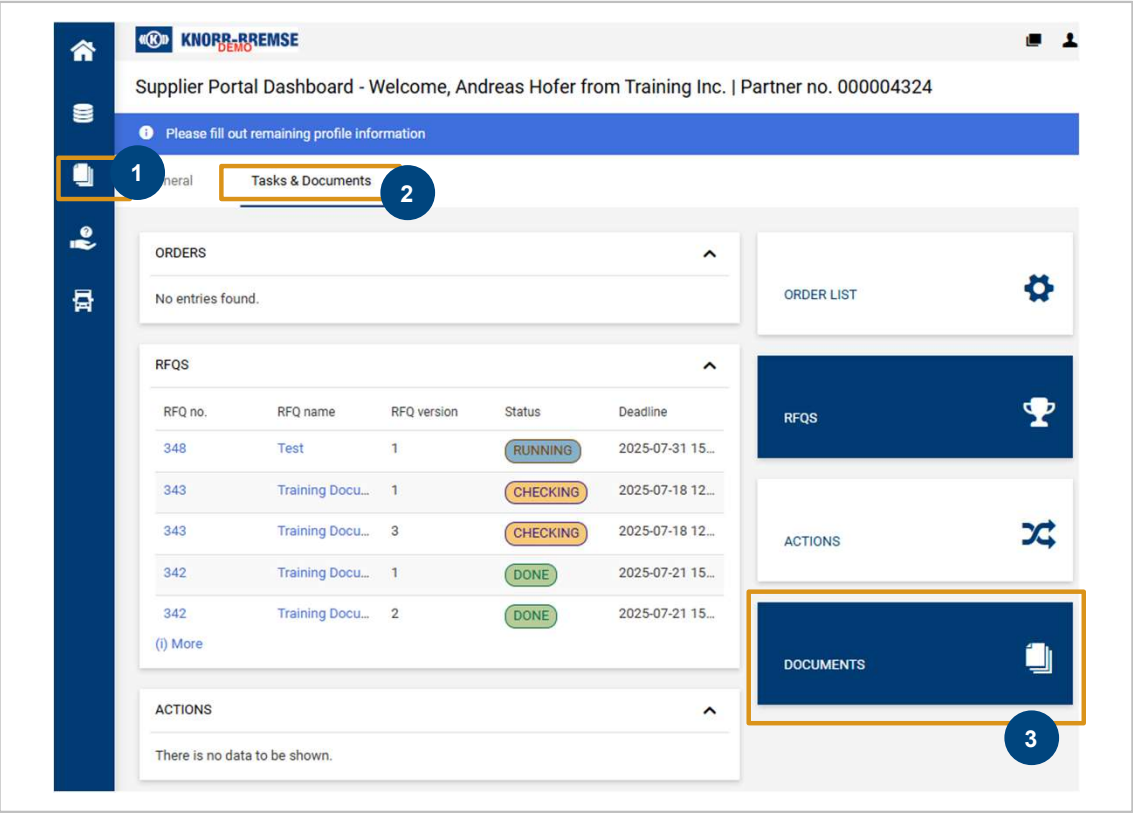 KNORR-BREMSE
DEMO
Supplier Portal Dashboard - Welcome, Andreas Hofer from Training Inc. | Partner no. 000004324
Please fill out remaining profile information
1
neral
Tasks & Documents
2
ORDERS
No entries found.
ORDER LIST
RFQS
RFQ no. RFQ name RFQ version Status Deadline
348 Test 1 RUNNING 2025-07-31 15...
343 Training Docu... 1 CHECKING 2025-07-18 12...
343 Training Docu... 3 CHECKING 2025-07-18 12...
342 Training Docu... 1 DONE 2025-07-21 15...
342 Training Docu... 2 DONE 2025-07-21 15...
(i) More
RFQS
ACTIONS
DOCUMENTS
3
ACTIONS
There is no data to be shown.